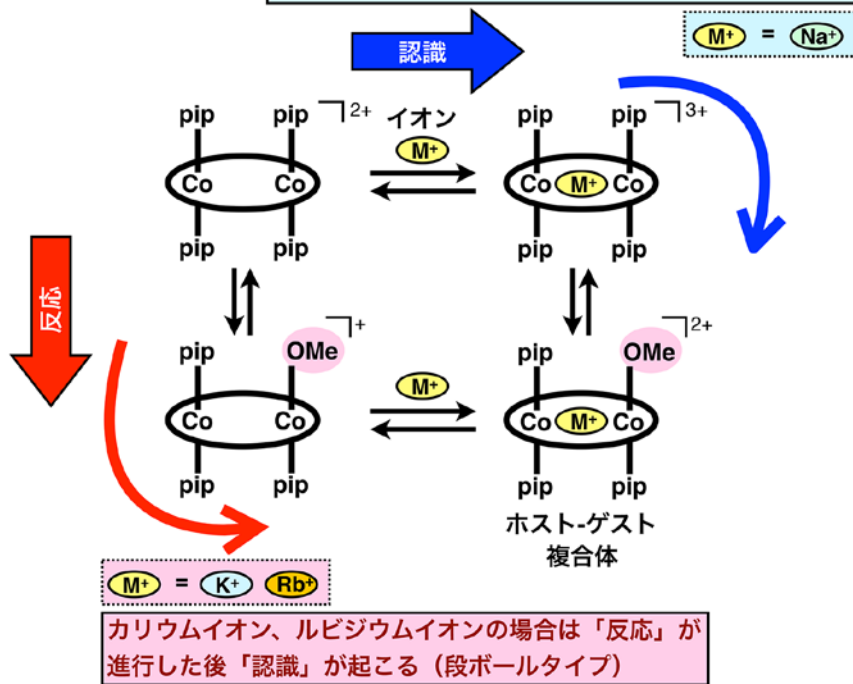 認識
M+ = Na+
pip pip ]2+ イオン pip pip ]3+
M+
Co Co Co M+ Co
pip pip pip pip
反応
pip OMe ]+ pip OMe ]2+
M+
Co Co Co M+ Co
pip pip pip pip
ホスト-ゲスト
複合体
M+ = K+ Rb+
カリウムイオン、ルビジウムイオンの場合は「反応」が
進行した後「認識」が起こる（段ボールタイプ）